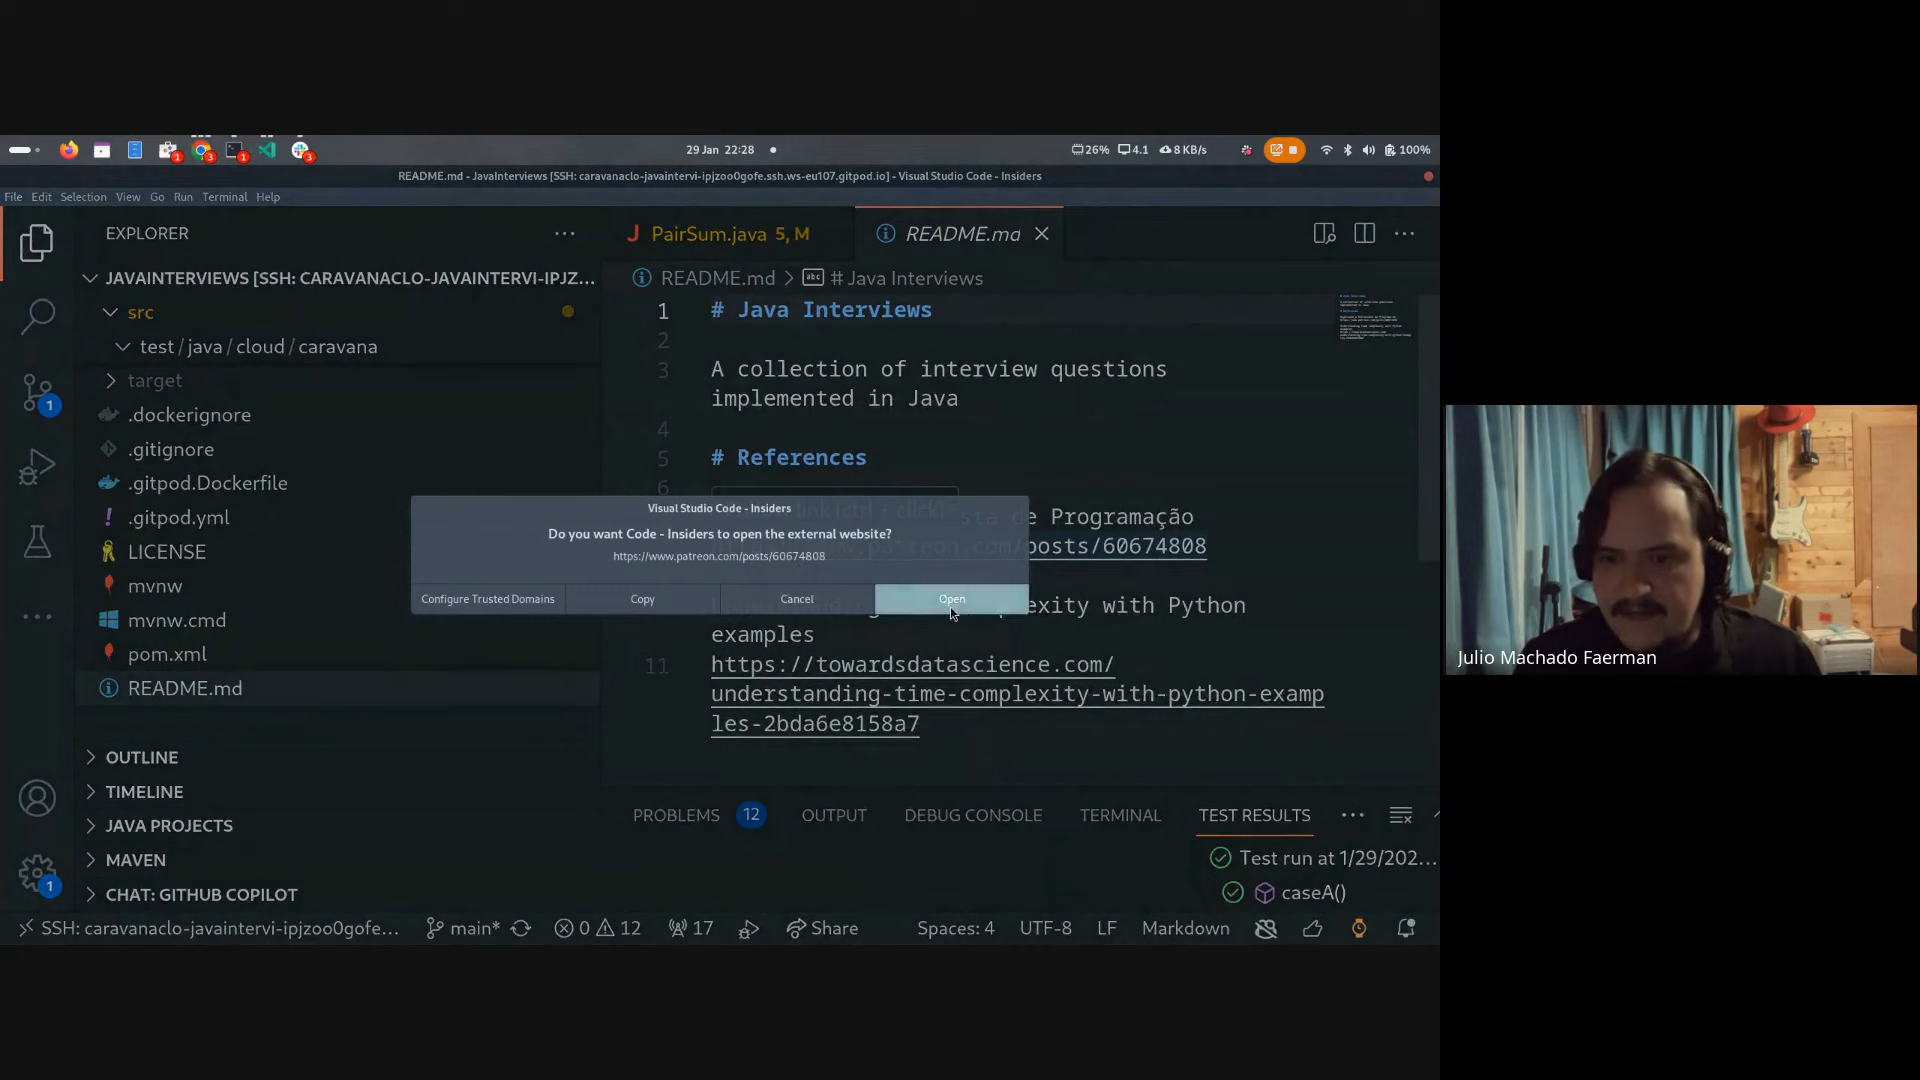 29 Jan 22:28
26%
4.1
8 KB/s
100%
README.md - JavaInterviews [SSH: caravanaclo-javaintervi-ipjzoo0gofe.ssh.ws-eu107.gitpod.io] - Visual Studio Code - Insiders
File Edit Selection View Go Run Terminal Help
EXPLORER
JAVAINTERVIEWS [SSH: CARAVANACLO-JAVAINTERVI-IPJZ...
src
test / java / cloud / caravana
target
.dockerignore
.gitignore
.gitpod.Dockerfile
.gitpod.yml
LICENSE
mvnw
mvnw.cmd
pom.xml
README.md
OUTLINE
TIMELINE
JAVA PROJECTS
MAVEN
CHAT: GITHUB COPILOT
1
1
PairSum.java 5, M
README.md
README.md > # Java Interviews
1 # Java Interviews
2
3 A collection of interview questions
implemented in Java
4
5 # References
6
de Programação
posts/60674808
complexity with Python
examples
11 https://towardsdatascience.com/
understanding-time-complexity-with-python-examp
les-2bda6e8158a7
Visual Studio Code - Insiders
Do you want Code - Insiders to open the external website?
https://www.patreon.com/posts/60674808
Configure Trusted Domains
Copy
Cancel
Open
PROBLEMS 12 OUTPUT DEBUG CONSOLE TERMINAL TEST RESULTS
Test run at 1/29/202...
caseA()
SSH: caravanaclo-javaintervi-ipjzoo0gofe... main* 0 12 17 Share Spaces: 4 UTF-8 LF Markdown
Julio Machado Faerman